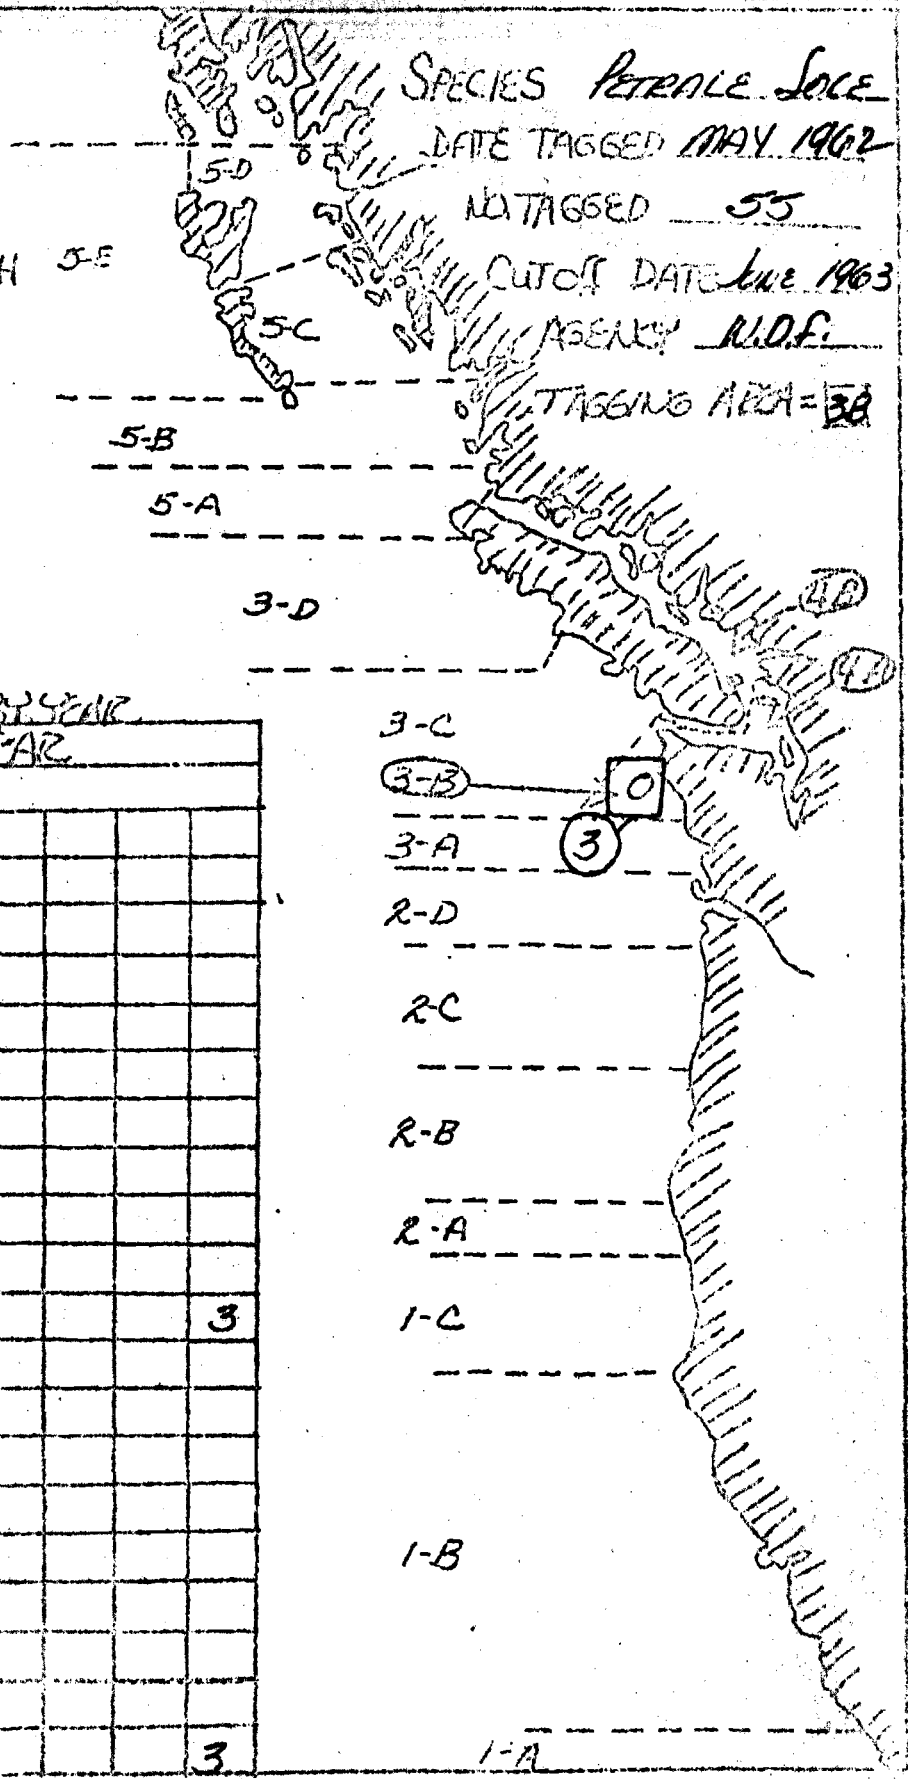 SPECIES PETRALE SOLE
DATE TAGGED MAY 1962
NO. TAGGED 55
CUTOFF DATE JUNE 1963
AGENCY
TAGGING AREA = 3B
5-D
5-E
5-C
5-B
5-A
3-D
4A
3-C
3-B
0
3
3-A
2-D
2-C
2-B
2-A
1-C
3
1-B
3
1-A
YEAR